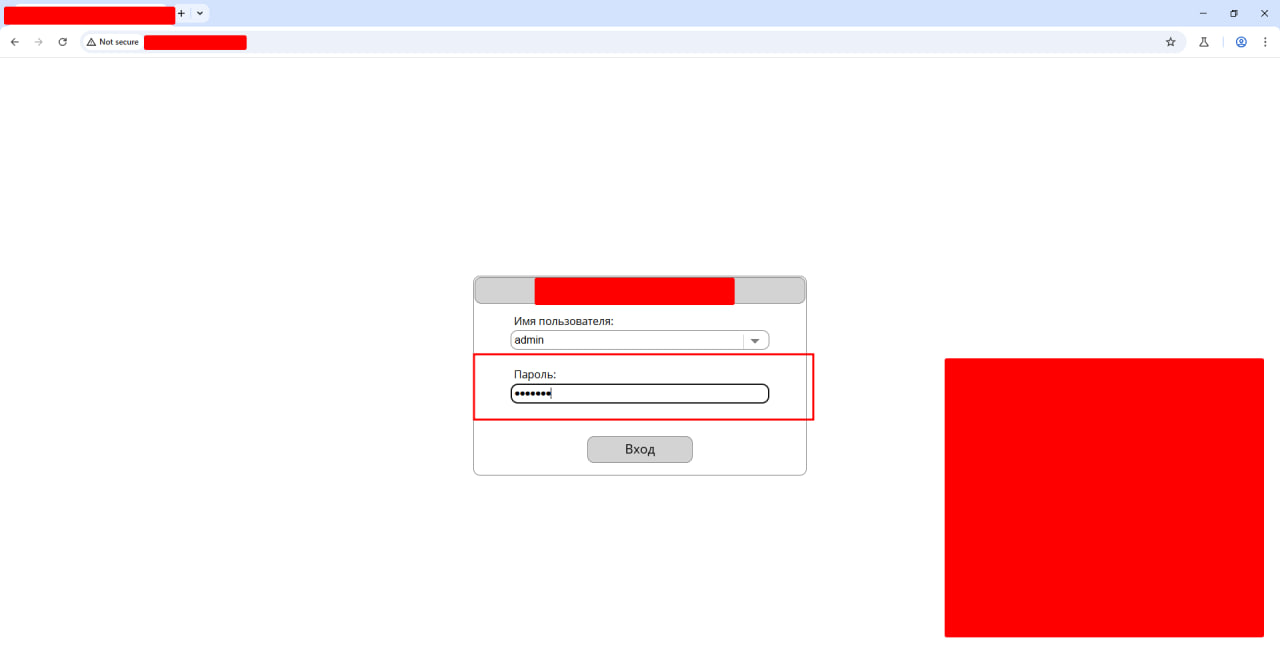 Not secure
Имя пользователя:
admin
Пароль:
•••••••
Вход